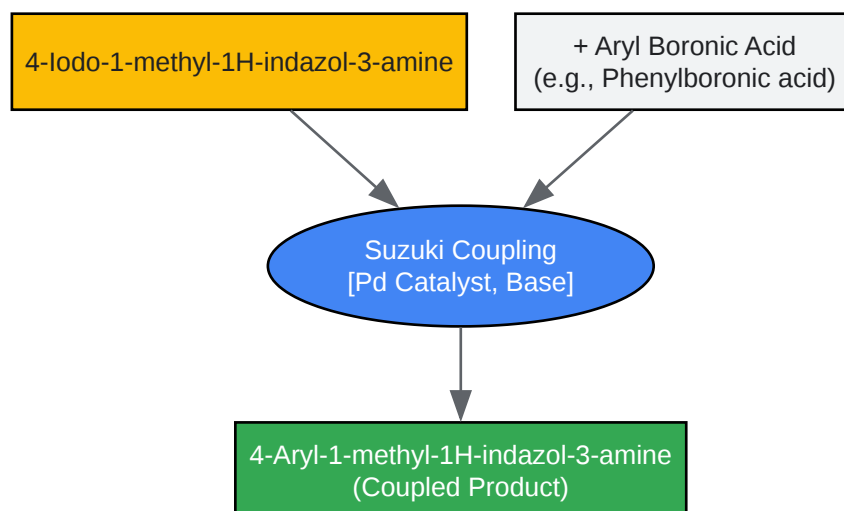 4-Iodo-1-methyl-1H-indazol-3-amine
+ Aryl Boronic Acid
(e.g., Phenylboronic acid)
Suzuki Coupling
[Pd Catalyst, Base]
4-Aryl-1-methyl-1H-indazol-3-amine
(Coupled Product)